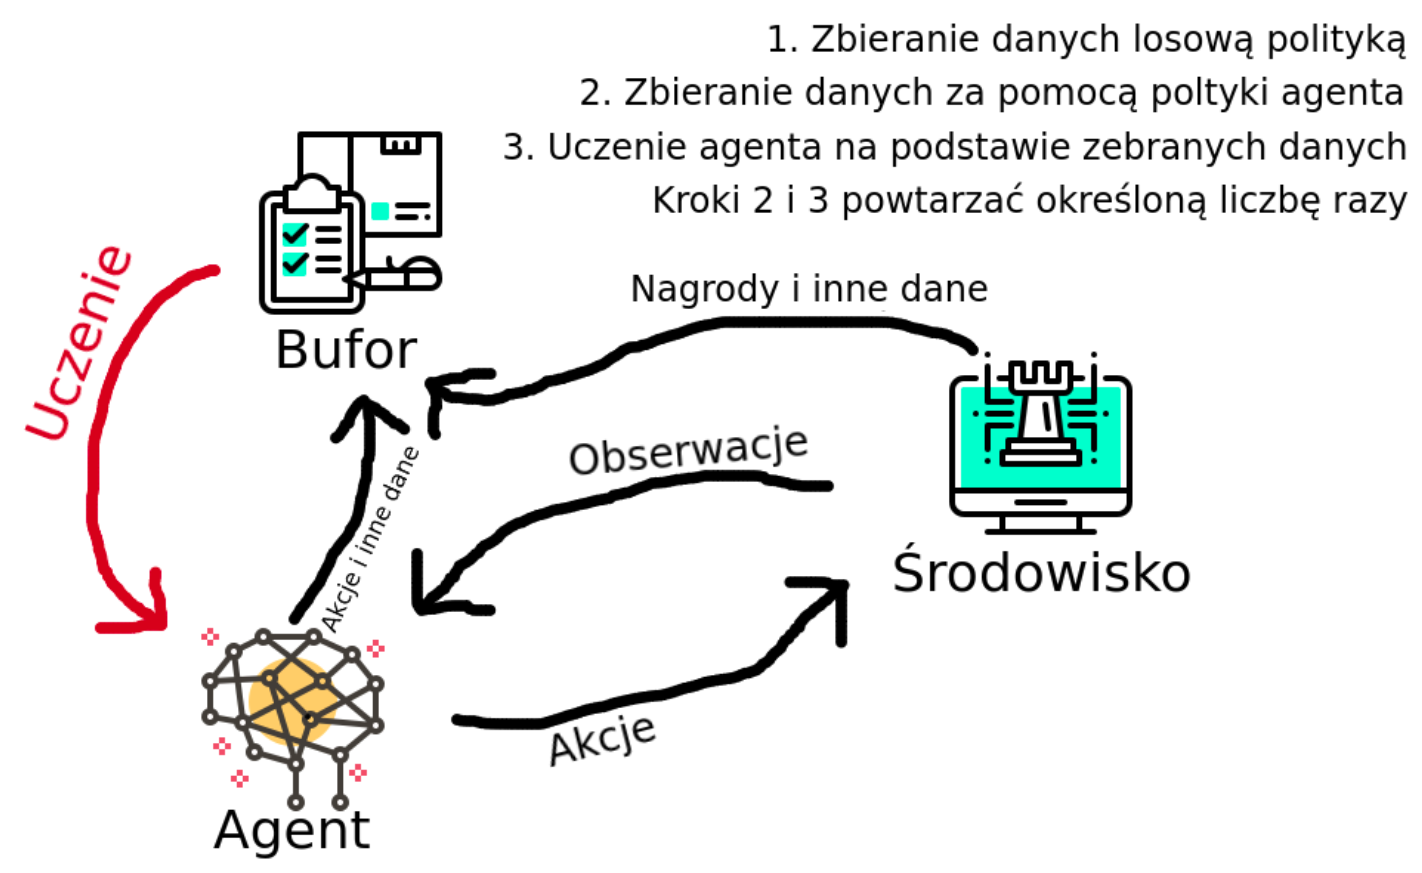 1. Zbieranie danych losową polityką
2. Zbieranie danych za pomocą poltyki agenta
3. Uczenie agenta na podstawie zebranych danych
Kroki 2 i 3 powtarzać określoną liczbę razy
Uczenie
Nagrody i inne dane
Bufor
Obserwacje
Akcje i inne dane
Środowisko
Akcje
Agent